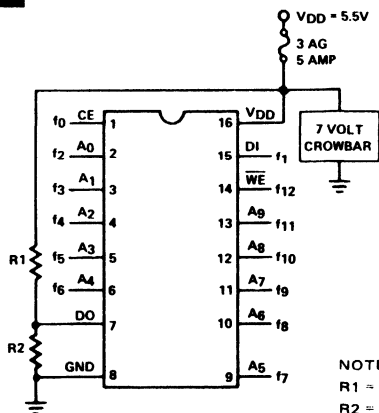 VDD = 5.5V
3 AG
5 AMP
7 VOLT
CROWBAR
f0 CE 1
f2 A0 2
f3 A1 3
f4 A2 4
f5 A3 5
f6 A4 6
DO 7
GND 8
VDD 16
DI 15 f1
WE 14 f12
A9 13 f11
A8 12 f10
A7 11 f9
A6 10 f8
A5 9 f7
R1
R2
NOTE
R1 =
R2 =